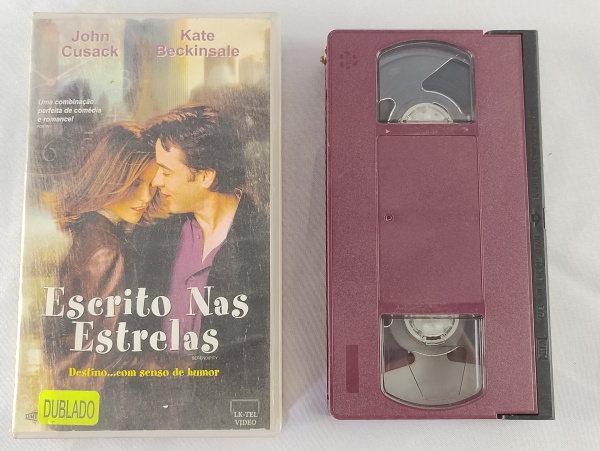 John Cusack
Kate Beckinsale
Uma combinação
perfeita de comédia
e romance!
Escrito Nas
Estrelas
SERENDIPITY
Destino...com senso de humor
DUBLADO
LK-TEL
VIDEO